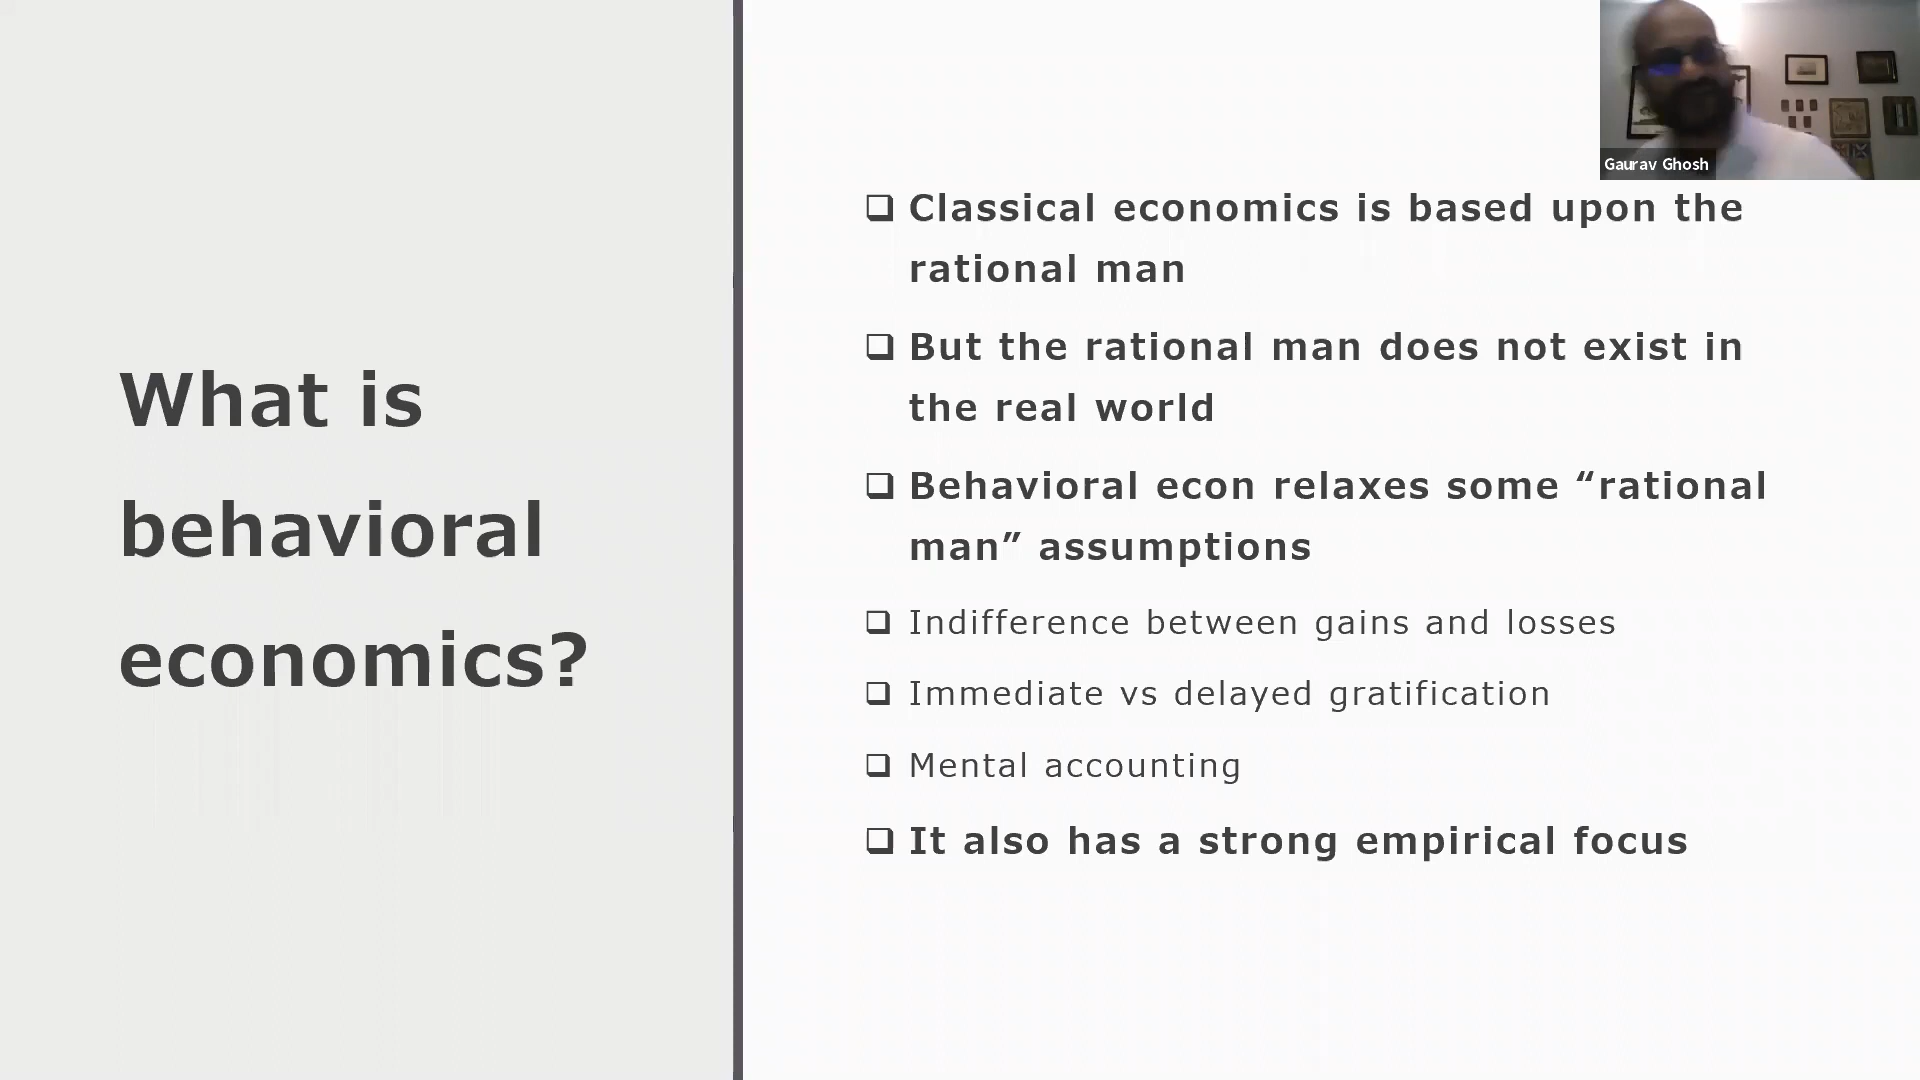 What is
behavioral
economics?
Gaurav Ghosh
Classical economics is based upon the
rational man
But the rational man does not exist in
the real world
Behavioral econ relaxes some “rational
man” assumptions
Indifference between gains and losses
Immediate vs delayed gratification
Mental accounting
It also has a strong empirical focus